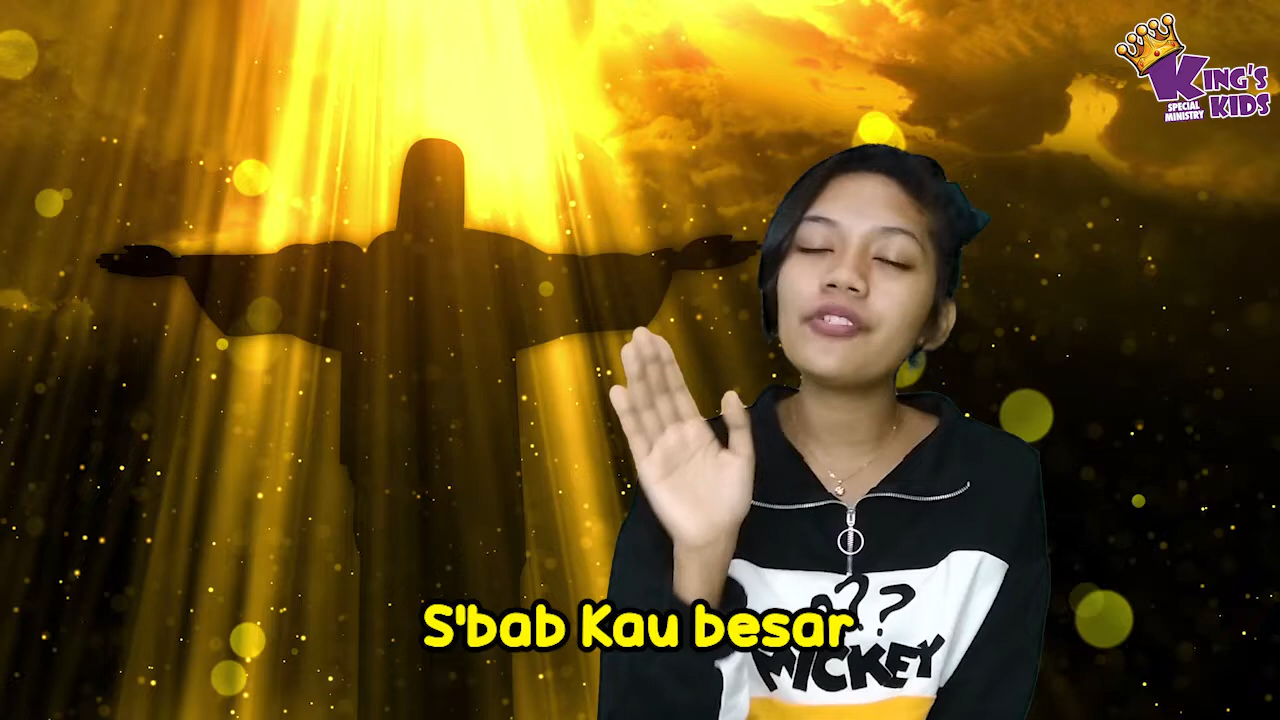 KING'S
KIDS
SPECIAL
MINISTRY
S'bab Kau besar
??
MICKEY